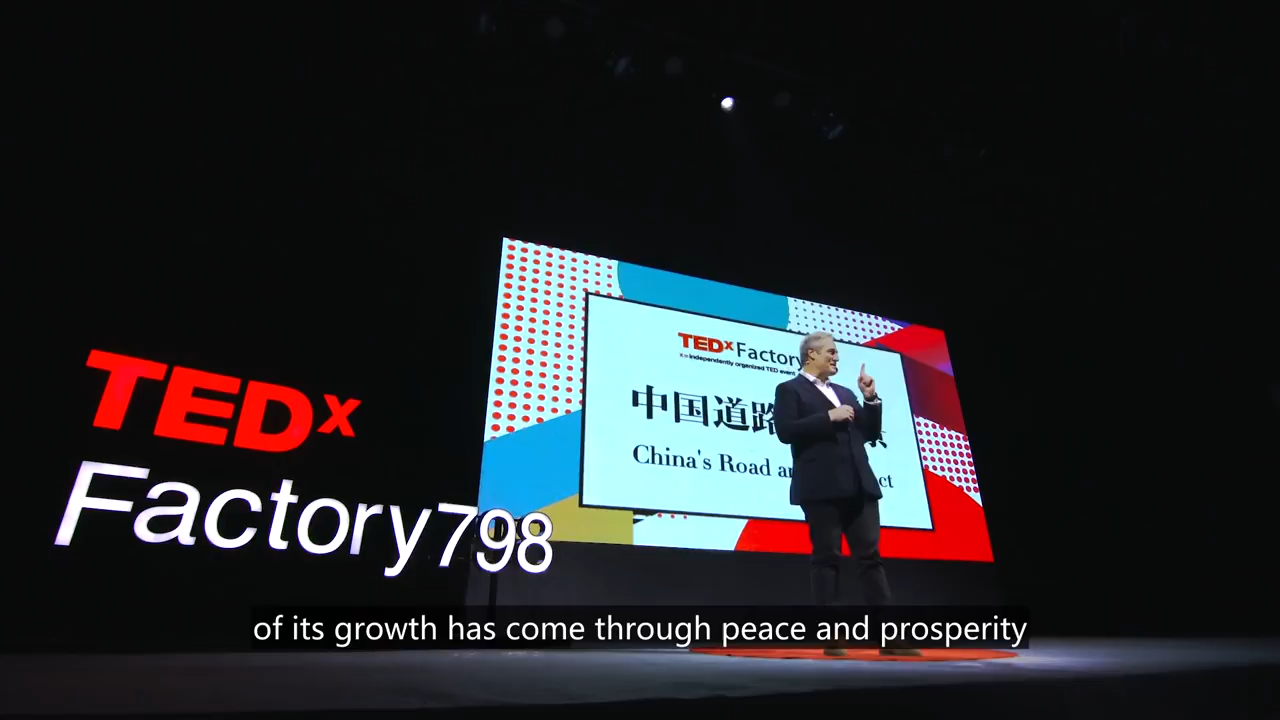 TEDx
Factory798
TEDx Factory
x = independently organized TED event
中国道路
China's Road
of its growth has come through peace and prosperity